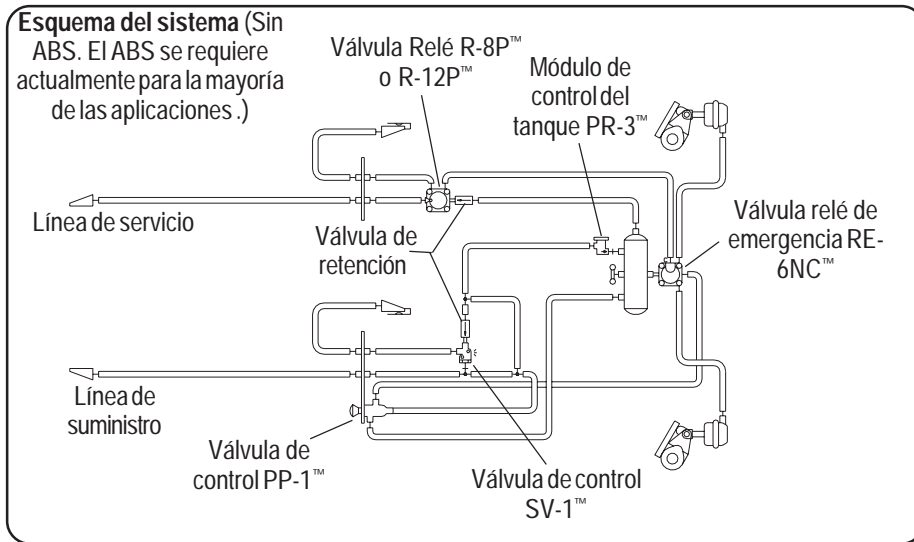 Esquema del sistema (Sin
ABS. El ABS se requiere
actualmente para la mayoría
de las aplicaciones .)
Válvula Relé R-8P™
o R-12P™
Módulo de
control del
tanque PR-3™
Línea de servicio
Válvula de
retención
Válvula relé de
emergencia RE-
6NC™
Línea de
suministro
Válvula de
control PP-1™
Válvula de control
SV-1™